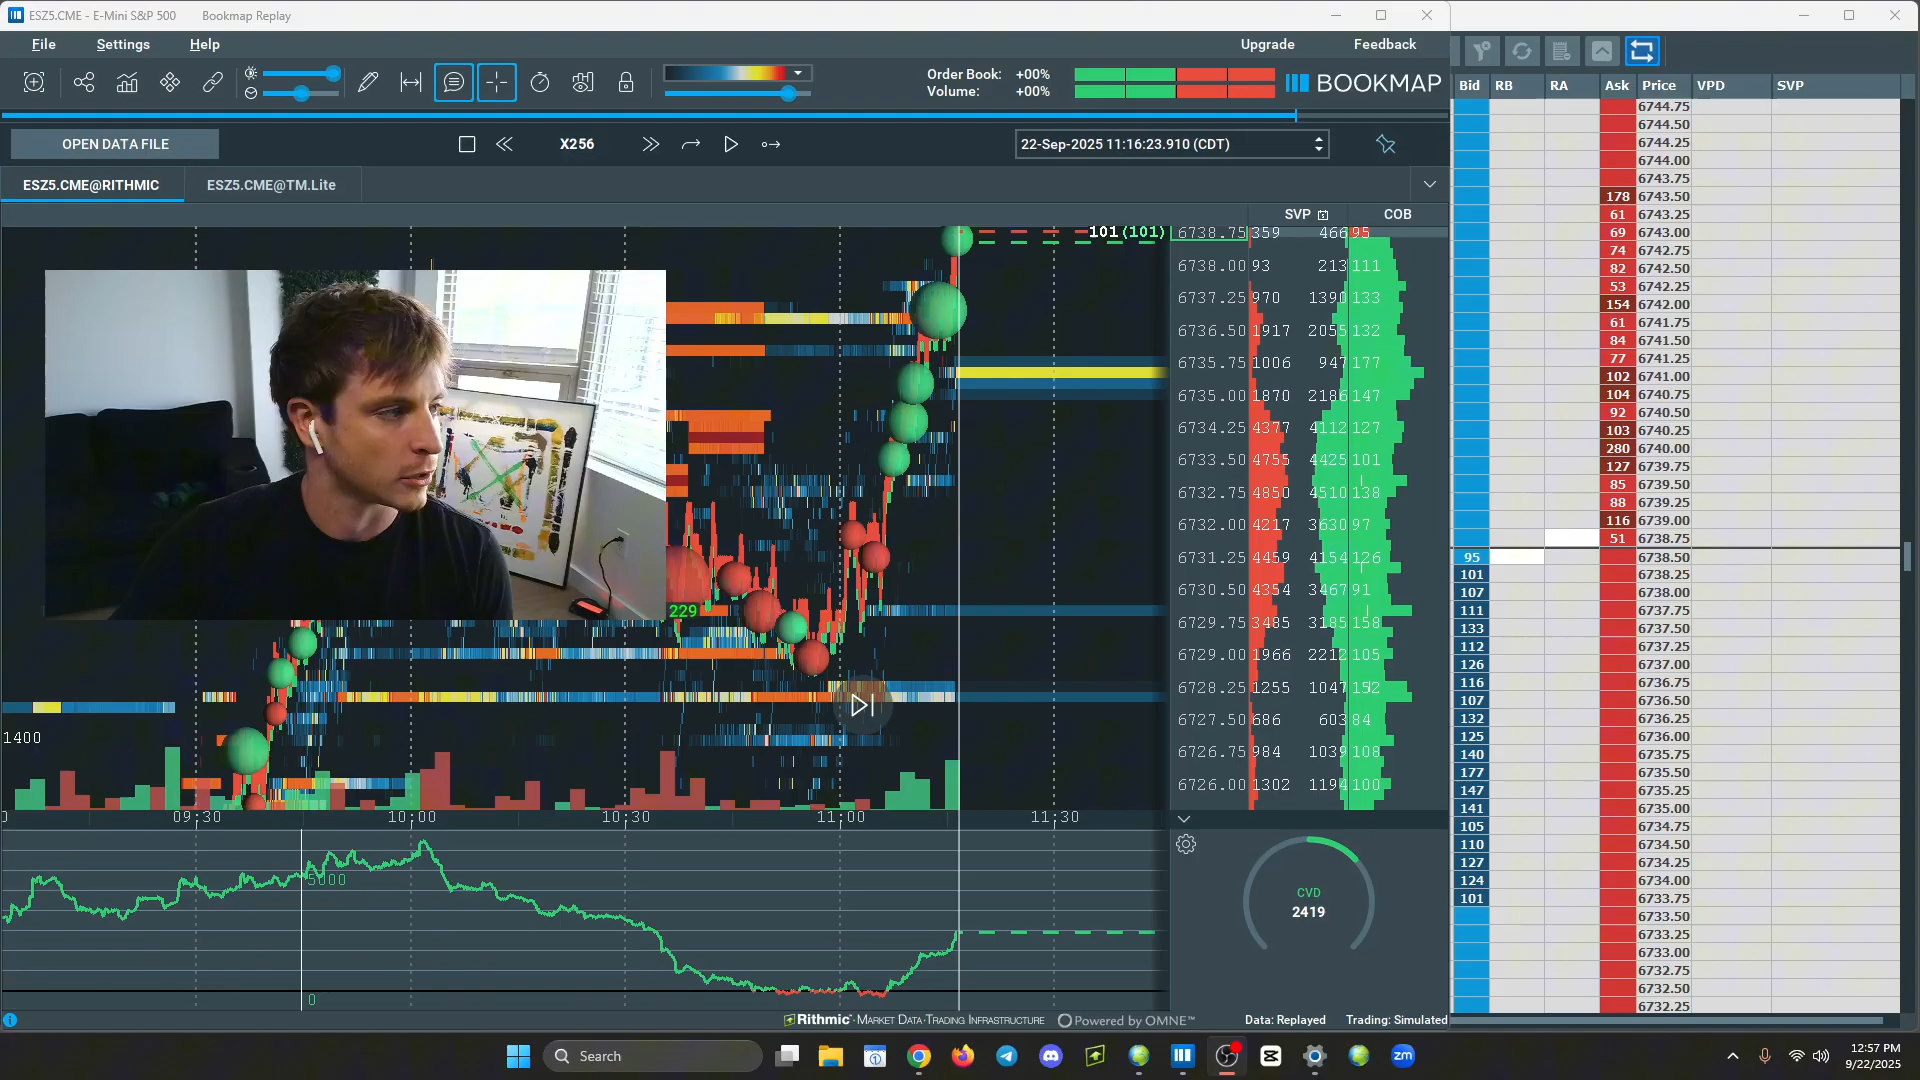 ESZ5.CME - E-Mini S&P 500 Bookmap Replay
File Settings Help Upgrade Feedback
Order Book: +00%
Volume: +00%
BOOKMAP
OPEN DATA FILE X256 22-Sep-2025 11:16:23.910 (CDT)
ESZ5.CME@RITHMIC ESZ5.CME@TM.Lite
SVP COB
101(101) 6738.75 359 466 95
6738.00 93 213 111
6737.25 970 1390 133
6736.50 1917 2055 132
6735.75 1006 947 177
6735.00 1870 2186 147
6734.25 4377 4112 127
6733.50 4755 4425 101
6732.75 4850 4510 138
6732.00 4217 3630 97
6731.25 4459 4154 126
6730.50 4354 3467 91
6729.75 3485 3185 158
6729.00 1966 2212 105
6728.25 1255 1047 152
6727.50 686 603 84
6726.75 984 1039 108
6726.00 1302 1194 100
229
1400
09:30 10:00 10:30 11:00 11:30
5000
0
CVD
2419
Rithmic MARKET DATA·TRADING INFRASTRUCTURE Powered by OMNE™ Data: Replayed Trading: Simulated
Bid RB RA Ask Price VPD SVP
6744.75
6744.50
6744.25
6744.00
6743.75
178 6743.50
61 6743.25
69 6743.00
74 6742.75
82 6742.50
53 6742.25
154 6742.00
61 6741.75
84 6741.50
77 6741.25
102 6741.00
104 6740.75
92 6740.50
103 6740.25
280 6740.00
127 6739.75
85 6739.50
88 6739.25
116 6739.00
51 6738.75
95 6738.50
101 6738.25
107 6738.00
111 6737.75
133 6737.50
112 6737.25
126 6737.00
116 6736.75
107 6736.50
132 6736.25
125 6736.00
140 6735.75
177 6735.50
147 6735.25
141 6735.00
105 6734.75
110 6734.50
127 6734.25
124 6734.00
101 6733.75
6733.50
6733.25
6733.00
6732.75
6732.50
6732.25
Search
zm
12:57 PM
9/22/2025